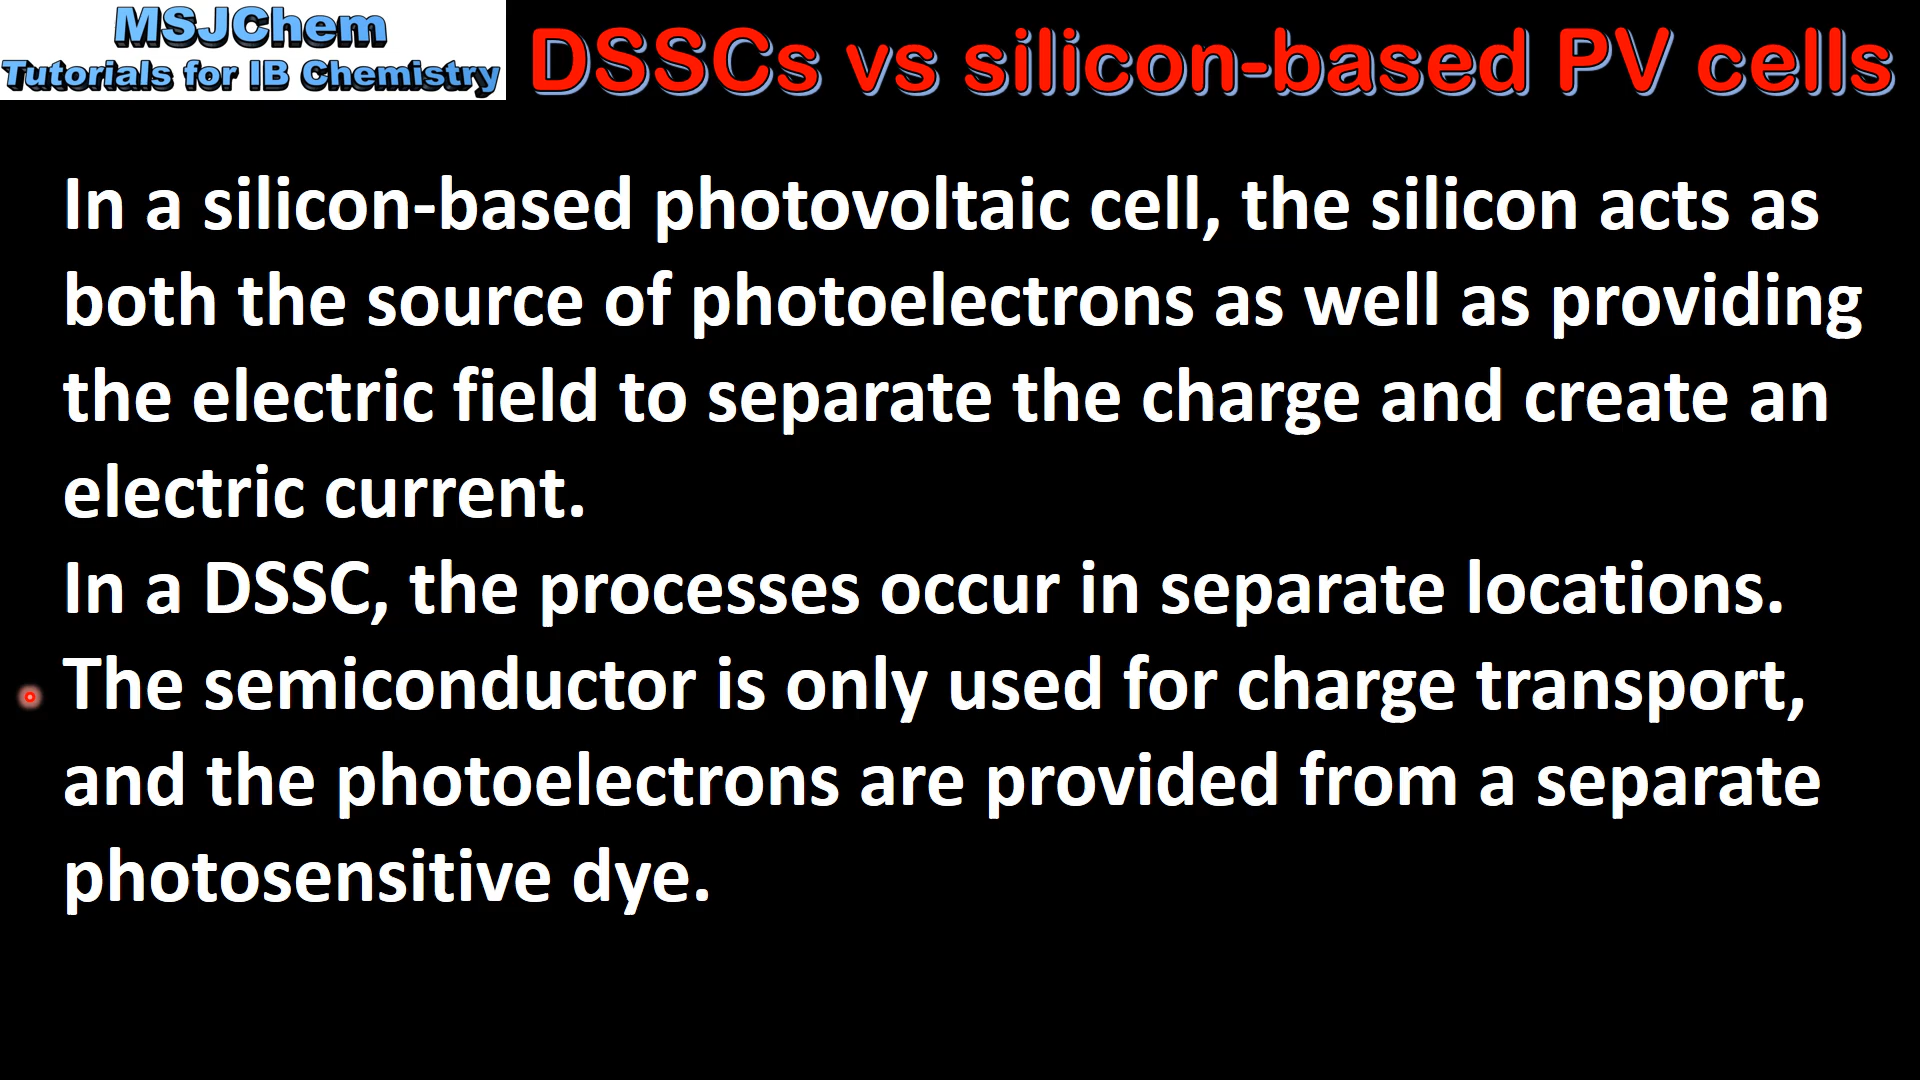 MSJChem
Tutorials for IB Chemistry
DSSCs vs silicon-based PV cells
In a silicon-based photovoltaic cell, the silicon acts as
both the source of photoelectrons as well as providing
the electric field to separate the charge and create an
electric current.
In a DSSC, the processes occur in separate locations.
The semiconductor is only used for charge transport,
and the photoelectrons are provided from a separate
photosensitive dye.